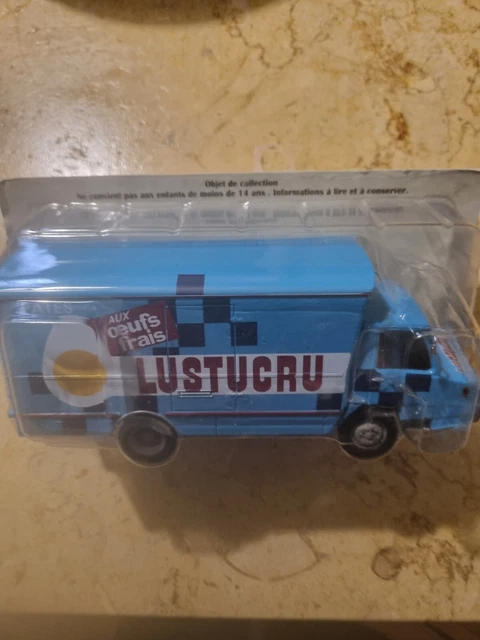 Objet de collection
Ne convient pas aux enfants de moins de 14 ans . Informations à lire et à conserver.
PATES
AUX
oeufs
frais
LUSTUCRU